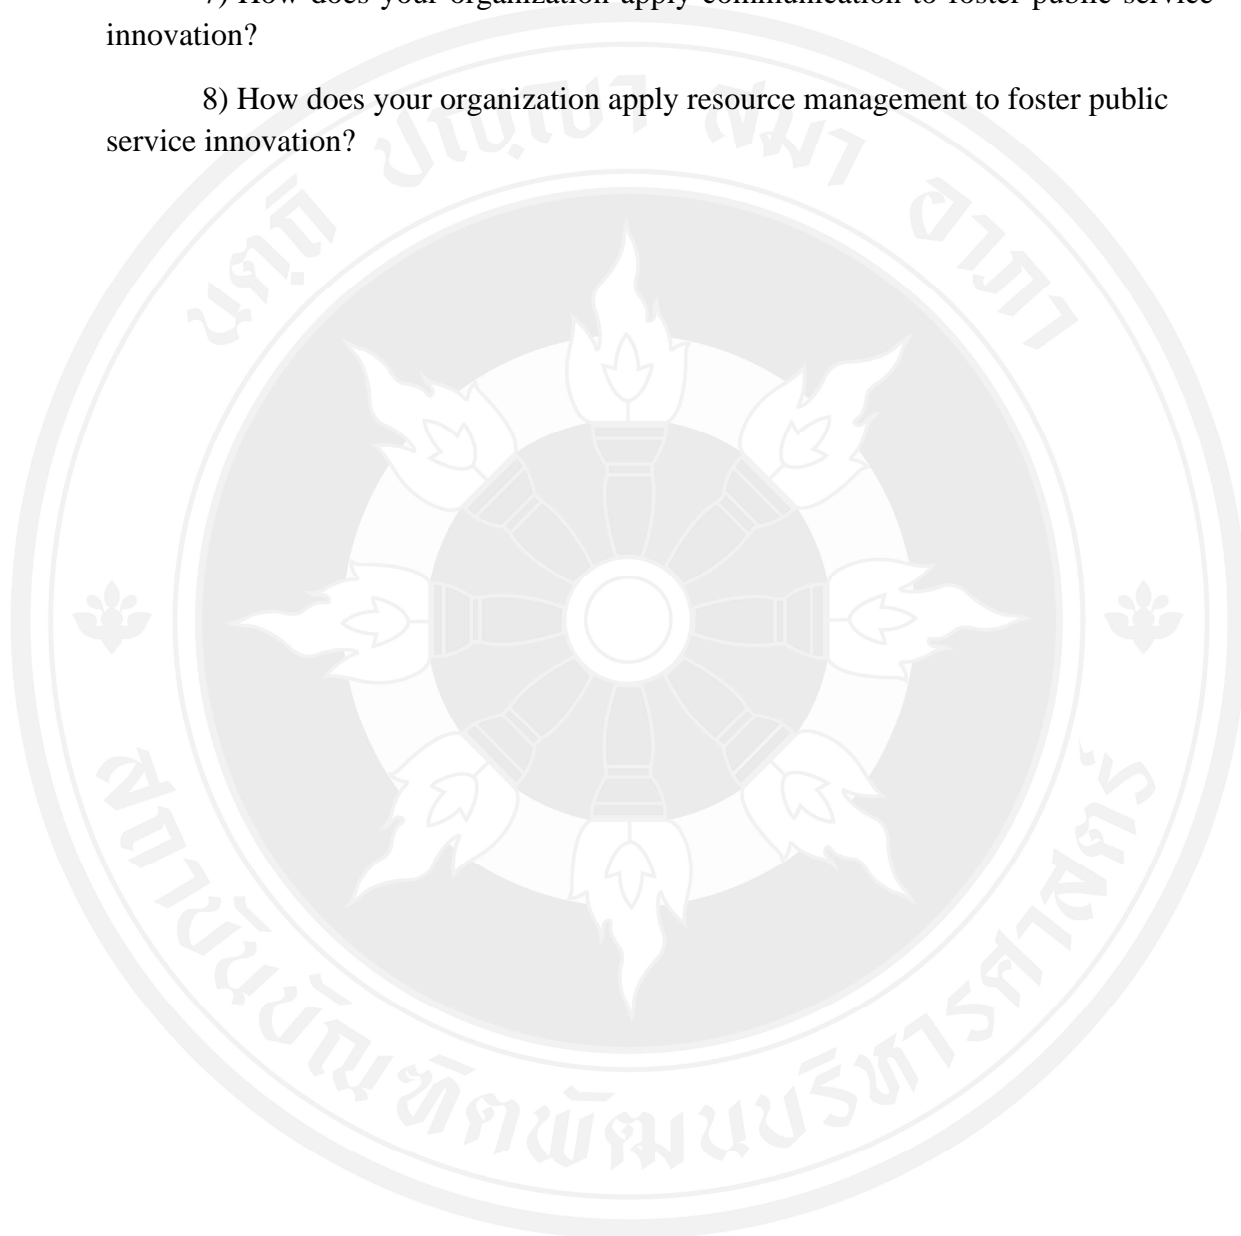 7) How does your organization apply communication to foster public service
innovation?
8) How does your organization apply resource management to foster public
service innovation?
นตฺถิ ปญฺญา สมา อาภา
สถาบันบัณฑิตพัฒนบริหารศาสตร์